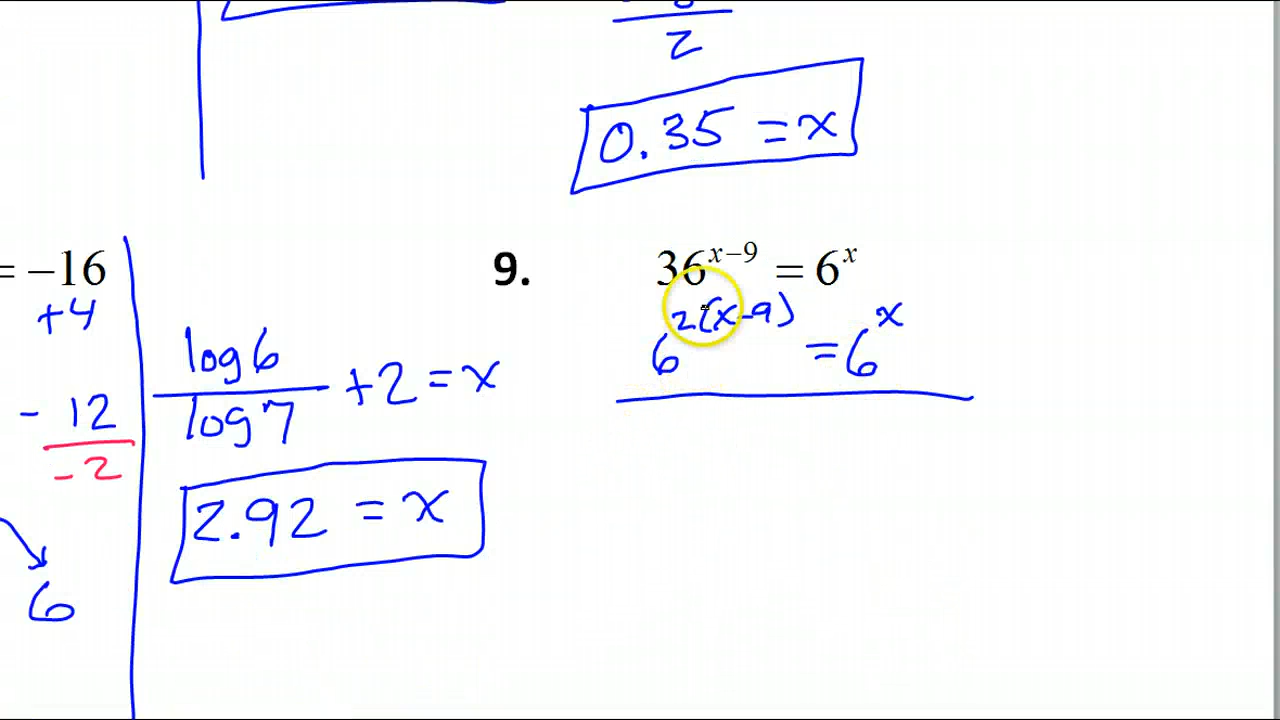 2
0.35 = x
= −16
+4
- 12
-2
6
log 6
log 7
+2 = x
2.92 = x
9. 36^{x−9} = 6^x
6^{2(x-9)} = 6^x